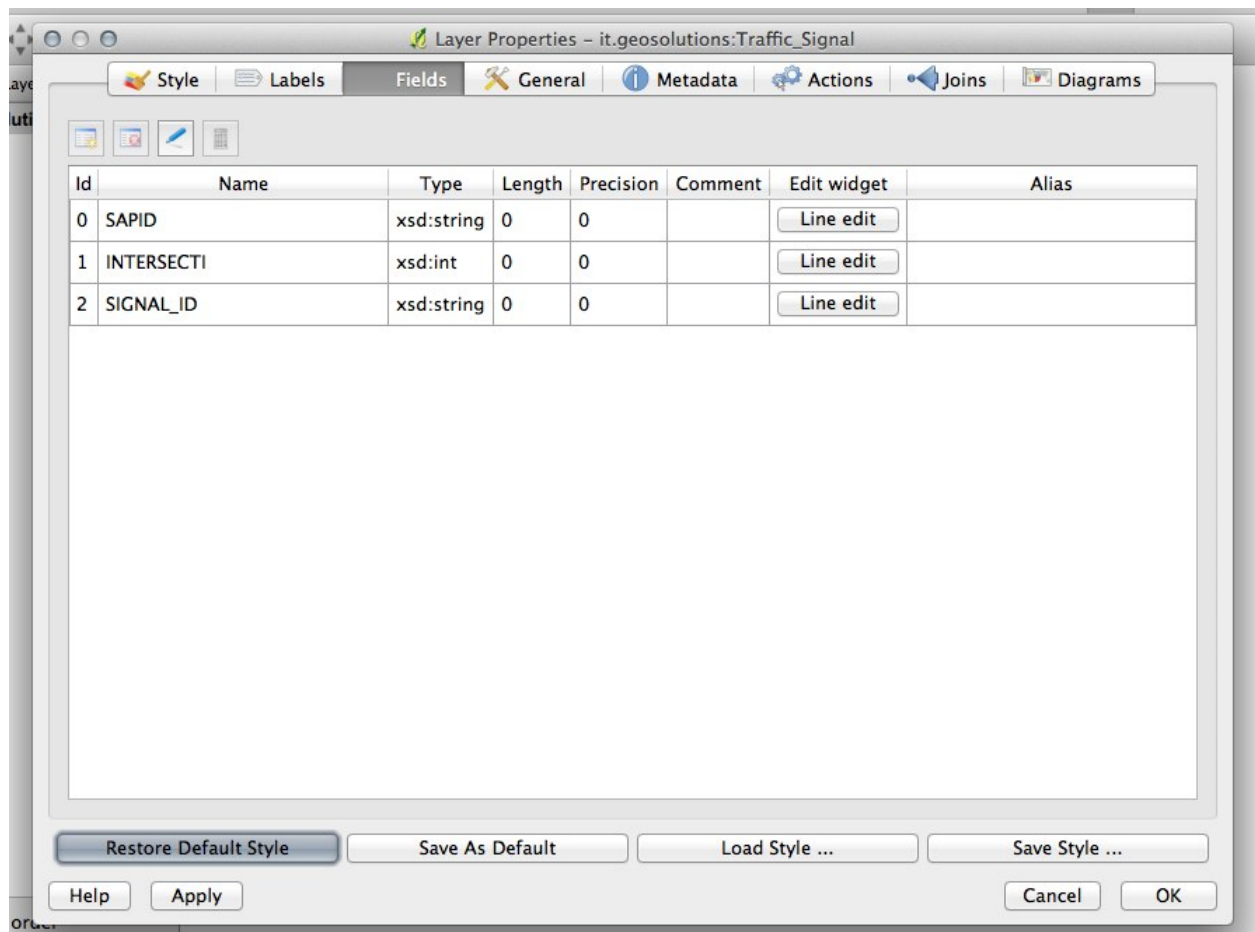 Layer Properties – it.geosolutions:Traffic_Signal
Style Labels Fields General Metadata Actions Joins Diagrams
Id Name Type Length Precision Comment Edit widget Alias
0 SAPID xsd:string 0 0 Line edit
1 INTERSECTI xsd:int 0 0 Line edit
2 SIGNAL_ID xsd:string 0 0 Line edit
Restore Default Style Save As Default Load Style ... Save Style ...
Help Apply Cancel OK